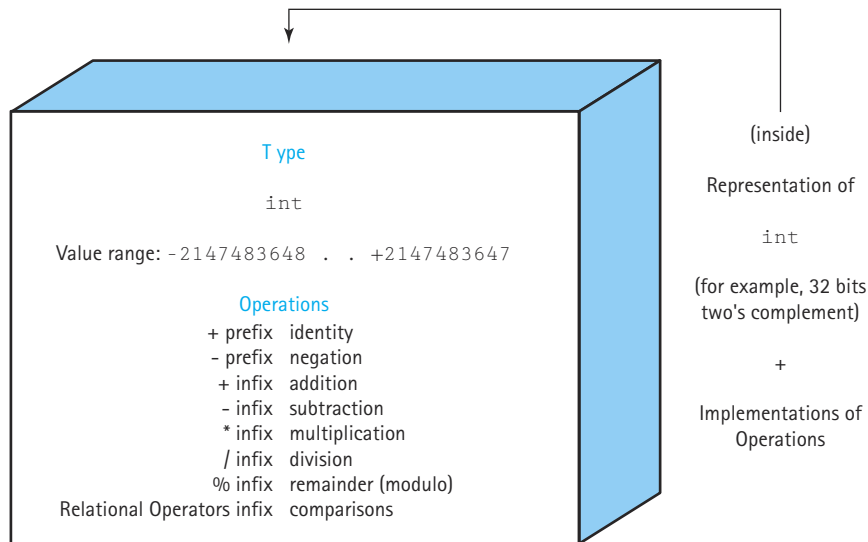 T ype
int
Value range: -2147483648 . . +2147483647
Operations
+ prefix identity
- prefix negation
+ infix addition
- infix subtraction
* infix multiplication
/ infix division
% infix remainder (modulo)
Relational Operators infix comparisons
(inside)
Representation of
int
(for example, 32 bits
two's complement)
+
Implementations of
Operations